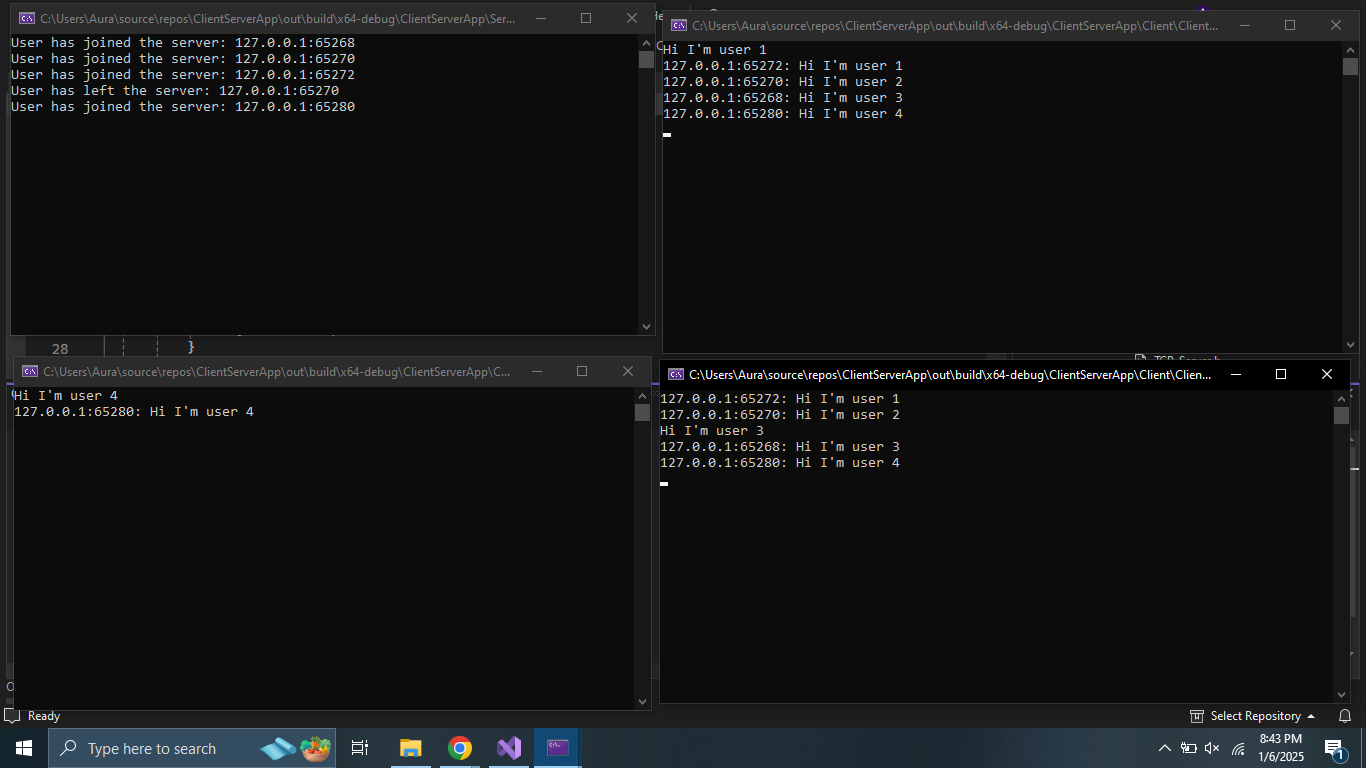 C:\Users\Aura\source\repos\ClientServerApp\out\build\x64-debug\ClientServerApp\Ser...
User has joined the server: 127.0.0.1:65268
User has joined the server: 127.0.0.1:65270
User has joined the server: 127.0.0.1:65272
User has left the server: 127.0.0.1:65270
User has joined the server: 127.0.0.1:65280
C:\Users\Aura\source\repos\ClientServerApp\out\build\x64-debug\ClientServerApp\Client\Client...
Hi I'm user 1
127.0.0.1:65272: Hi I'm user 1
127.0.0.1:65270: Hi I'm user 2
127.0.0.1:65268: Hi I'm user 3
127.0.0.1:65280: Hi I'm user 4
28
}
C:\Users\Aura\source\repos\ClientServerApp\out\build\x64-debug\ClientServerApp\C...
Hi I'm user 4
127.0.0.1:65280: Hi I'm user 4
C:\Users\Aura\source\repos\ClientServerApp\out\build\x64-debug\ClientServerApp\Client\Clien...
127.0.0.1:65272: Hi I'm user 1
127.0.0.1:65270: Hi I'm user 2
Hi I'm user 3
127.0.0.1:65268: Hi I'm user 3
127.0.0.1:65280: Hi I'm user 4
Ready
Select Repository
Type here to search
8:43 PM
1/6/2025
1